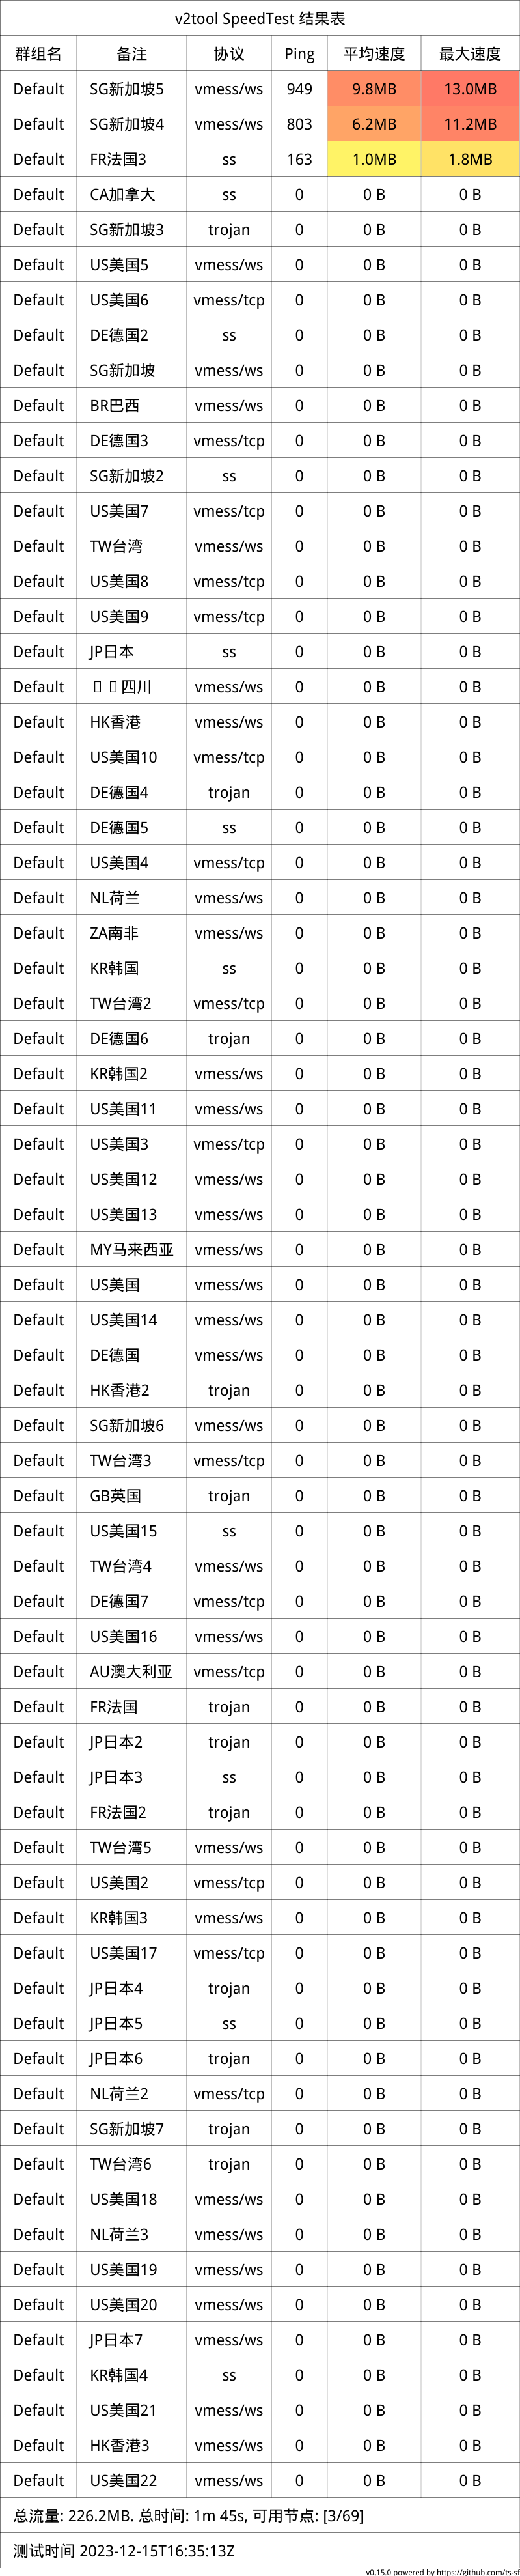 v2tool SpeedTest 结果表
群组名 备注 协议 Ping 平均速度 最大速度
Default SG新加坡5 vmess/ws 949 9.8MB 13.0MB
Default SG新加坡4 vmess/ws 803 6.2MB 11.2MB
Default FR法国3 ss 163 1.0MB 1.8MB
Default CA加拿大 ss 0 0 B 0 B
Default SG新加坡3 trojan 0 0 B 0 B
Default US美国5 vmess/ws 0 0 B 0 B
Default US美国6 vmess/tcp 0 0 B 0 B
Default DE德国2 ss 0 0 B 0 B
Default SG新加坡 vmess/ws 0 0 B 0 B
Default BR巴西 vmess/ws 0 0 B 0 B
Default DE德国3 vmess/tcp 0 0 B 0 B
Default SG新加坡2 ss 0 0 B 0 B
Default US美国7 vmess/tcp 0 0 B 0 B
Default TW台湾 vmess/ws 0 0 B 0 B
Default US美国8 vmess/tcp 0 0 B 0 B
Default US美国9 vmess/tcp 0 0 B 0 B
Default JP日本 ss 0 0 B 0 B
Default 四川 vmess/ws 0 0 B 0 B
Default HK香港 vmess/ws 0 0 B 0 B
Default US美国10 vmess/tcp 0 0 B 0 B
Default DE德国4 trojan 0 0 B 0 B
Default DE德国5 ss 0 0 B 0 B
Default US美国4 vmess/tcp 0 0 B 0 B
Default NL荷兰 vmess/ws 0 0 B 0 B
Default ZA南非 vmess/ws 0 0 B 0 B
Default KR韩国 ss 0 0 B 0 B
Default TW台湾2 vmess/tcp 0 0 B 0 B
Default DE德国6 trojan 0 0 B 0 B
Default KR韩国2 vmess/ws 0 0 B 0 B
Default US美国11 vmess/ws 0 0 B 0 B
Default US美国3 vmess/tcp 0 0 B 0 B
Default US美国12 vmess/ws 0 0 B 0 B
Default US美国13 vmess/ws 0 0 B 0 B
Default MY马来西亚 vmess/ws 0 0 B 0 B
Default US美国 vmess/ws 0 0 B 0 B
Default US美国14 vmess/ws 0 0 B 0 B
Default DE德国 vmess/ws 0 0 B 0 B
Default HK香港2 trojan 0 0 B 0 B
Default SG新加坡6 vmess/ws 0 0 B 0 B
Default TW台湾3 vmess/tcp 0 0 B 0 B
Default GB英国 trojan 0 0 B 0 B
Default US美国15 ss 0 0 B 0 B
Default TW台湾4 vmess/ws 0 0 B 0 B
Default DE德国7 vmess/tcp 0 0 B 0 B
Default US美国16 vmess/ws 0 0 B 0 B
Default AU澳大利亚 vmess/tcp 0 0 B 0 B
Default FR法国 trojan 0 0 B 0 B
Default JP日本2 trojan 0 0 B 0 B
Default JP日本3 ss 0 0 B 0 B
Default FR法国2 trojan 0 0 B 0 B
Default TW台湾5 vmess/ws 0 0 B 0 B
Default US美国2 vmess/tcp 0 0 B 0 B
Default KR韩国3 vmess/ws 0 0 B 0 B
Default US美国17 vmess/tcp 0 0 B 0 B
Default JP日本4 trojan 0 0 B 0 B
Default JP日本5 ss 0 0 B 0 B
Default JP日本6 trojan 0 0 B 0 B
Default NL荷兰2 vmess/tcp 0 0 B 0 B
Default SG新加坡7 trojan 0 0 B 0 B
Default TW台湾6 trojan 0 0 B 0 B
Default US美国18 vmess/ws 0 0 B 0 B
Default NL荷兰3 vmess/ws 0 0 B 0 B
Default US美国19 vmess/ws 0 0 B 0 B
Default US美国20 vmess/ws 0 0 B 0 B
Default JP日本7 vmess/ws 0 0 B 0 B
Default KR韩国4 ss 0 0 B 0 B
Default US美国21 vmess/ws 0 0 B 0 B
Default HK香港3 vmess/ws 0 0 B 0 B
Default US美国22 vmess/ws 0 0 B 0 B
总流量: 226.2MB. 总时间: 1m 45s, 可用节点: [3/69]
测试时间 2023-12-15T16:35:13Z
v0.15.0 powered by https://github.com/ts-sf